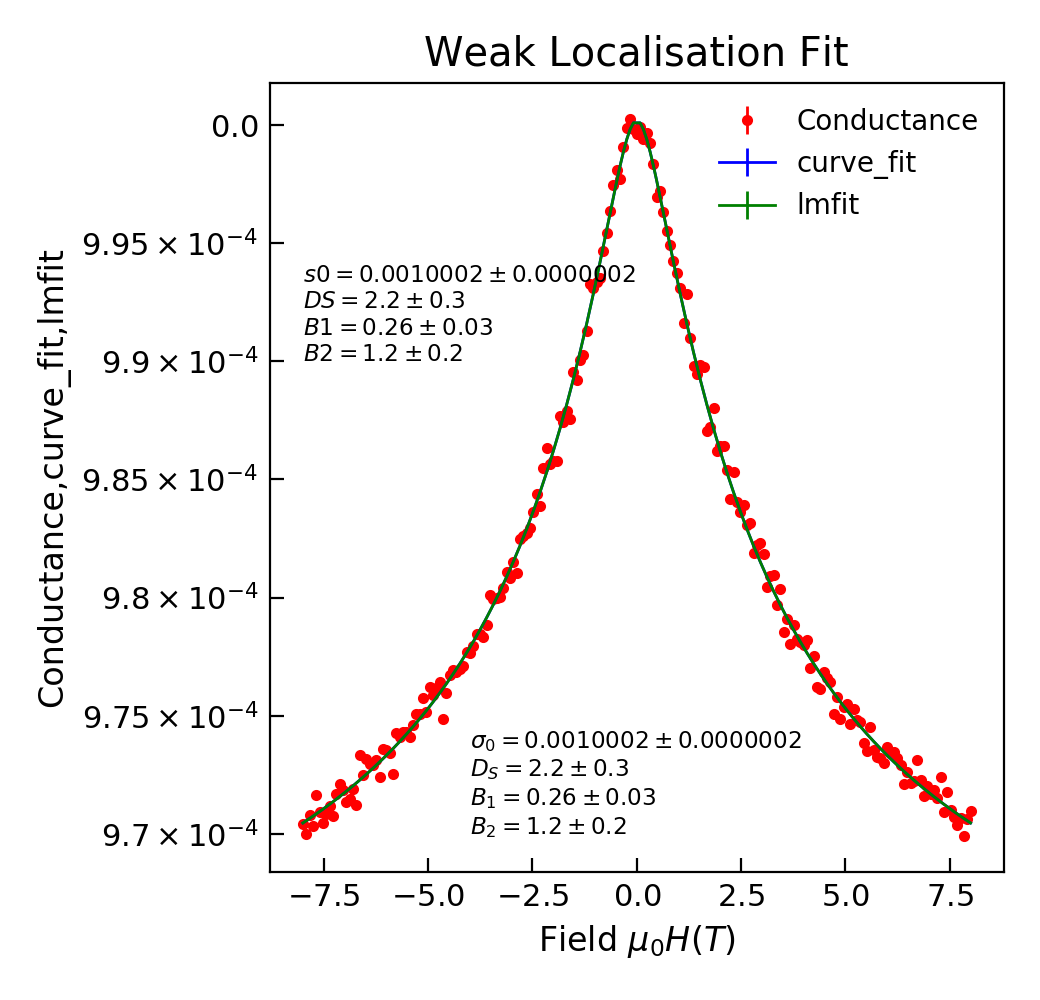 Weak Localisation Fit
Conductance
curve_fit
lmfit
0.0
9.95 × 10⁻⁴
9.9 × 10⁻⁴
9.85 × 10⁻⁴
9.8 × 10⁻⁴
9.75 × 10⁻⁴
9.7 × 10⁻⁴
Conductance,curve_fit,lmfit
s0 = 0.0010002 ± 0.0000002
DS = 2.2 ± 0.3
B1 = 0.26 ± 0.03
B2 = 1.2 ± 0.2
σ₀ = 0.0010002 ± 0.0000002
D_S = 2.2 ± 0.3
B₁ = 0.26 ± 0.03
B₂ = 1.2 ± 0.2
−7.5 −5.0 −2.5 0.0 2.5 5.0 7.5
Field μ₀H(T)